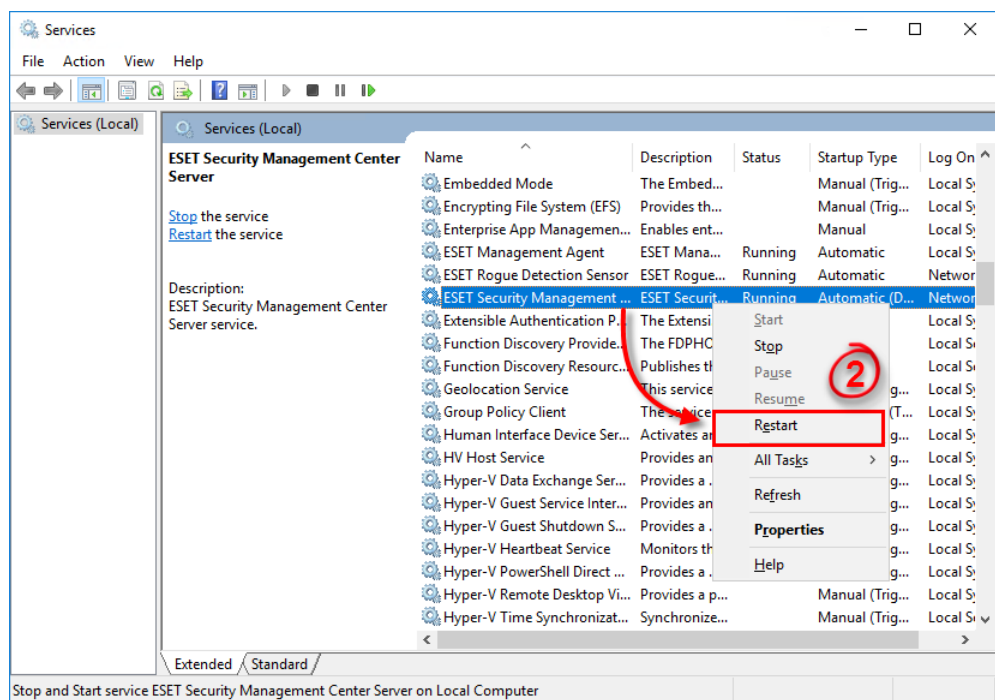 Services
File Action View Help
Services (Local)
Services (Local)
ESET Security Management Center
Server
Stop the service
Restart the service
Description:
ESET Security Management Center
Server service.
Name Description Status Startup Type Log On
Embedded Mode The Embed... Manual (Trig... Local Sy
Encrypting File System (EFS) Provides th... Manual (Trig... Local Sy
Enterprise App Managemen... Enables ent... Manual Local Sy
ESET Management Agent ESET Mana... Running Automatic Local Sy
ESET Rogue Detection Sensor ESET Rogue... Running Automatic Networ
ESET Security Management ... ESET Securit... Running Automatic (D... Networ
Extensible Authentication P... The Extensi Local Sy
Function Discovery Provide... The FDPHO Local Se
Function Discovery Resourc... Publishes th Local Se
Geolocation Service This service g... Local Sy
Group Policy Client The service (T... Local Sy
Human Interface Device Ser... Activates an g... Local Sy
HV Host Service Provides an g... Local Sy
Hyper-V Data Exchange Ser... Provides a . g... Local Sy
Hyper-V Guest Service Inter... Provides an g... Local Sy
Hyper-V Guest Shutdown S... Provides a . g... Local Sy
Hyper-V Heartbeat Service Monitors th g... Local Sy
Hyper-V PowerShell Direct ... Provides a . g... Local Sy
Hyper-V Remote Desktop Vi... Provides a p... Manual (Trig... Local Sy
Hyper-V Time Synchronizat... Synchronize... Manual (Trig... Local Se
Start
Stop
Pause
Resume
Restart
All Tasks
Refresh
Properties
Help
2
Extended Standard
Stop and Start service ESET Security Management Center Server on Local Computer